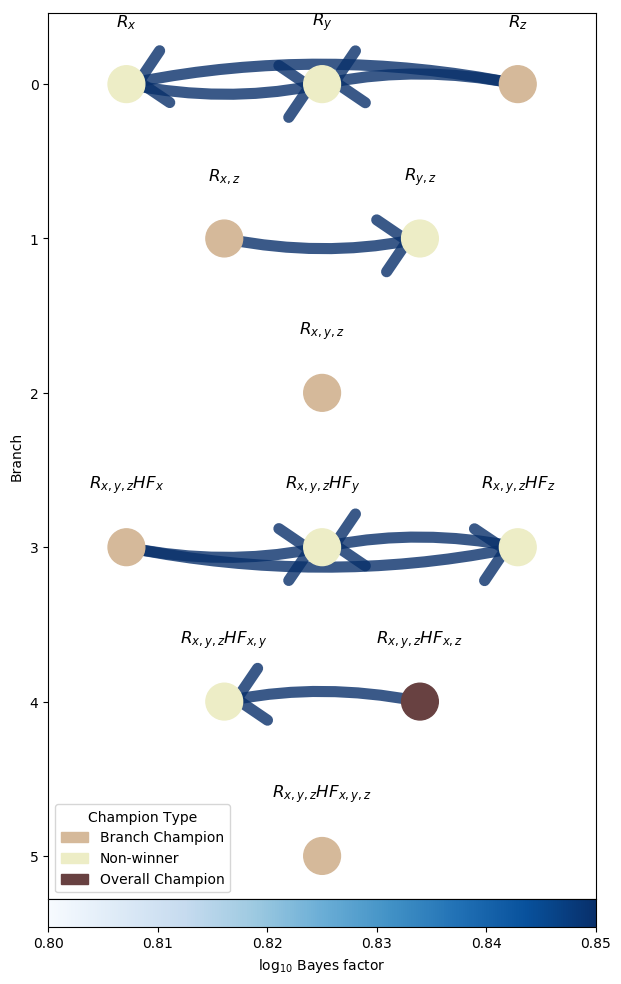 R_x R_y R_z
0
R_{x,z} R_{y,z}
1
R_{x,y,z}
2
R_{x,y,z}HF_x R_{x,y,z}HF_y R_{x,y,z}HF_z
Branch
3
R_{x,y,z}HF_{x,y} R_{x,y,z}HF_{x,z}
4
R_{x,y,z}HF_{x,y,z}
Champion Type
Branch Champion
Non-winner
Overall Champion
5
0.80 0.81 0.82 0.83 0.84 0.85
log_{10} Bayes factor